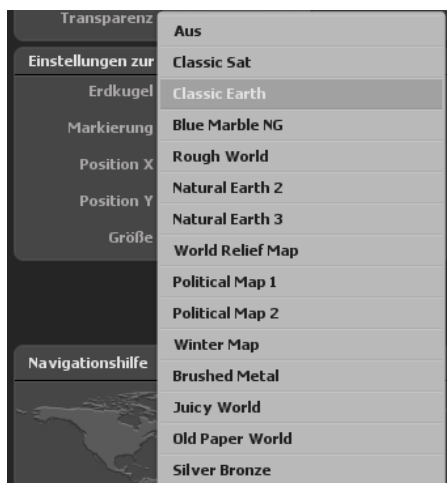 Transparenz
Aus
Einstellungen zur
Classic Sat
Erdkugel
Classic Earth
Markierung
Blue Marble NG
Position X
Rough World
Position Y
Natural Earth 2
Größe
Natural Earth 3
World Relief Map
Political Map 1
Political Map 2
Winter Map
Navigationshilfe
Brushed Metal
Juicy World
Old Paper World
Silver Bronze